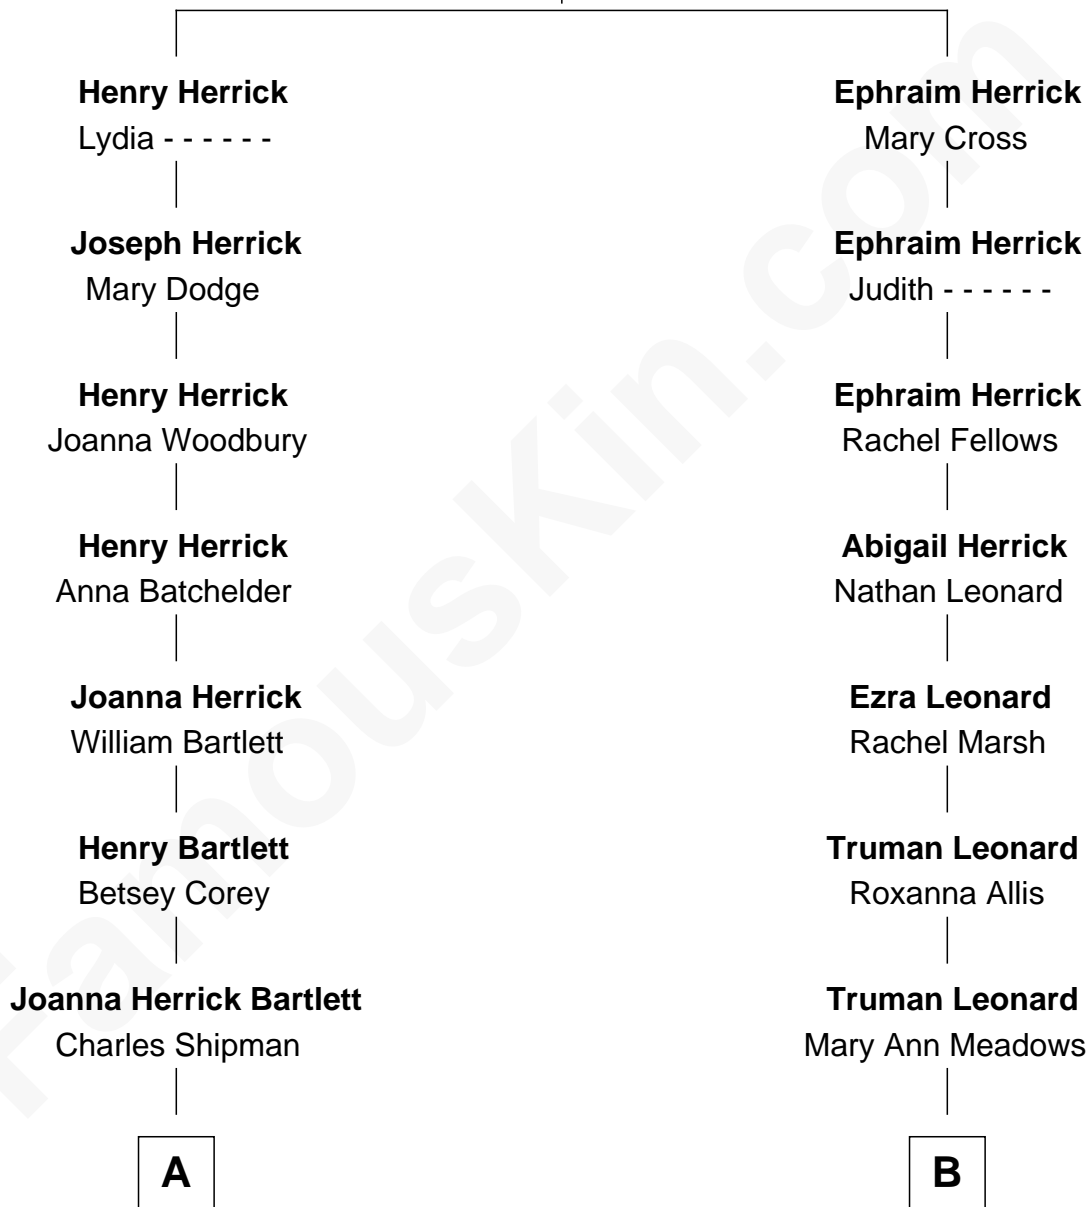 Henry Herrick
Lydia - - - - - -
Joseph Herrick
Mary Dodge
Henry Herrick
Joanna Woodbury
Henry Herrick
Anna Batchelder
Joanna Herrick
William Bartlett
Henry Bartlett
Betsey Corey
Joanna Herrick Bartlett
Charles Shipman
A
Ephraim Herrick
Mary Cross
Ephraim Herrick
Judith - - - - - -
Ephraim Herrick
Rachel Fellows
Abigail Herrick
Nathan Leonard
Ezra Leonard
Rachel Marsh
Truman Leonard
Roxanna Allis
Truman Leonard
Mary Ann Meadows
B
FamousKin.com